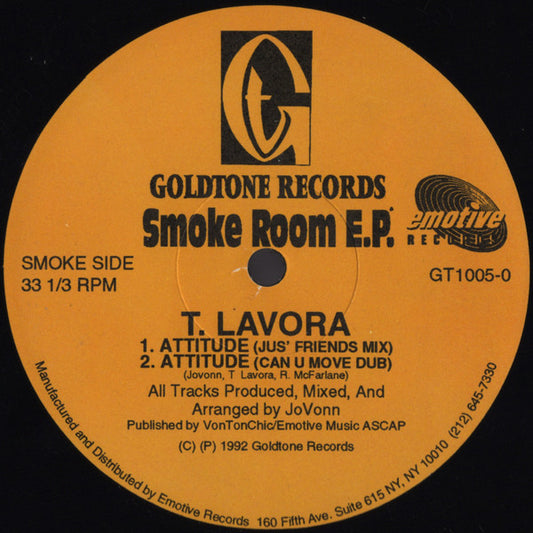 GOLDTONE RECORDS
Smoke Room E.P.
emotive
RECORDS
SMOKE SIDE
33 1/3 RPM
GT1005-0
T. LAVORA
1. ATTITUDE (JUS' FRIENDS MIX)
2. ATTITUDE (CAN U MOVE DUB)
(Jovonn, T Lavora, R. McFarlane)
All Tracks Produced, Mixed, And
Arranged by JoVonn
Published by VonTonChic/Emotive Music ASCAP
(C) (P) 1992 Goldtone Records
Manufactured and Distributed by Emotive Records 160 Fifth Ave. Suite 615 NY, NY, 10010 (212) 645-7330